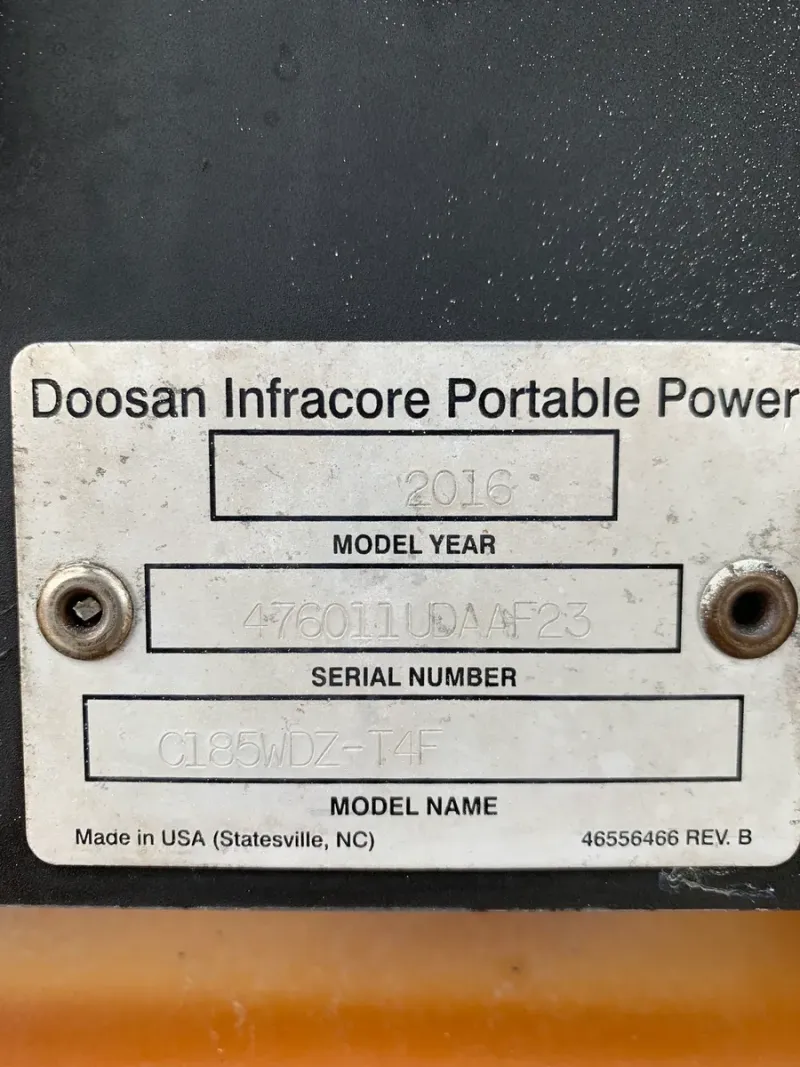 Doosan Infracore Portable Power
2016
MODEL YEAR
476011UDAAF23
SERIAL NUMBER
C185WDZ-T4F
MODEL NAME
Made in USA (Statesville, NC) 46556466 REV. B